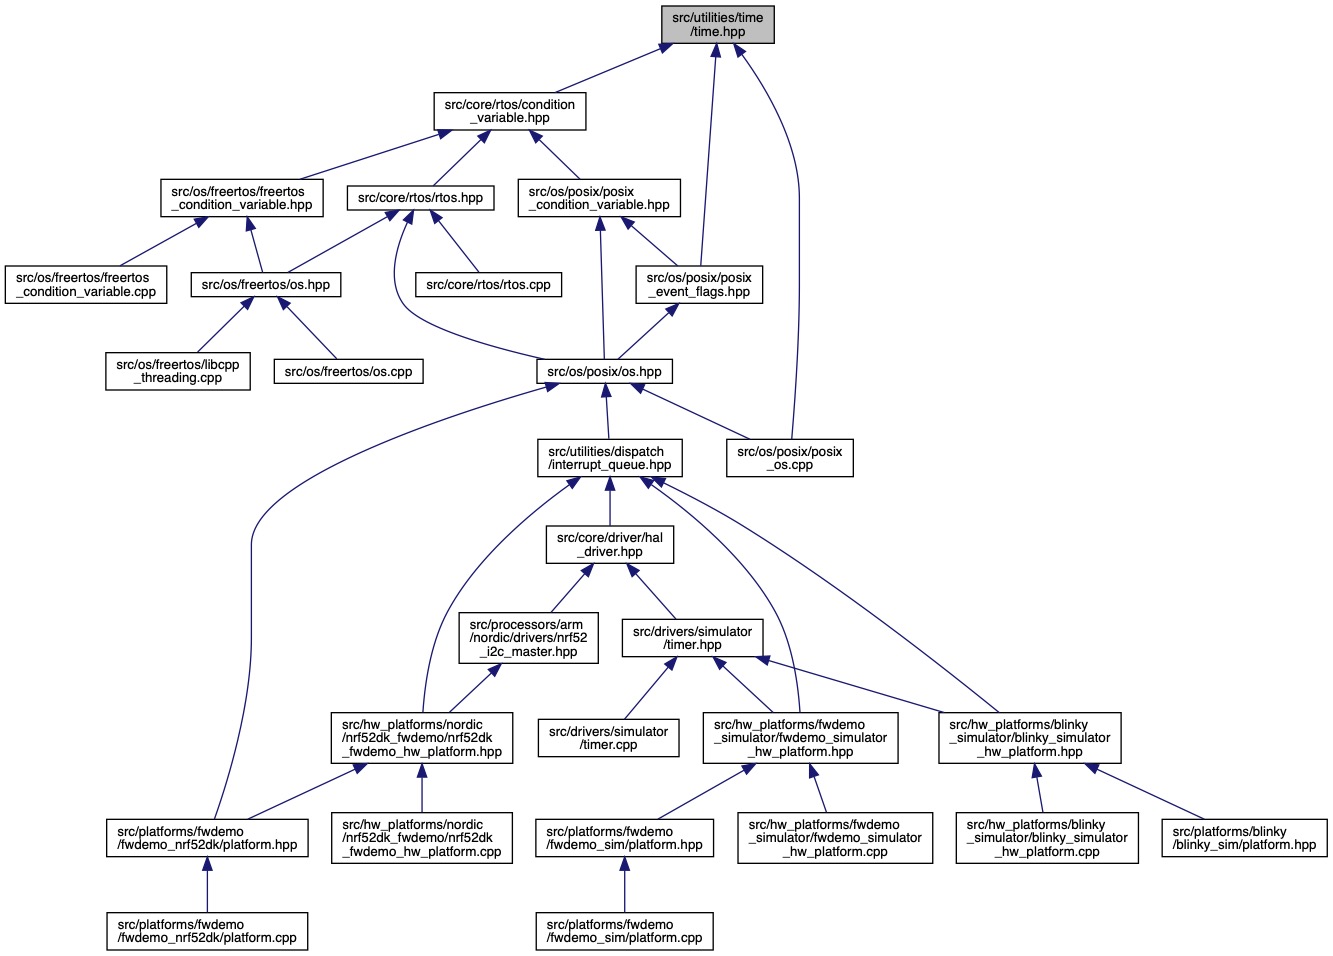 src/utilities/time
/time.hpp
src/core/rtos/condition
_variable.hpp
src/os/freertos/freertos
_condition_variable.hpp
src/core/rtos/rtos.hpp
src/os/posix/posix
_condition_variable.hpp
src/os/freertos/freertos
_condition_variable.cpp
src/os/freertos/os.hpp
src/core/rtos/rtos.cpp
src/os/posix/posix
_event_flags.hpp
src/os/freertos/libcpp
_threading.cpp
src/os/freertos/os.cpp
src/os/posix/os.hpp
src/utilities/dispatch
/interrupt_queue.hpp
src/os/posix/posix
_os.cpp
src/core/driver/hal
_driver.hpp
src/processors/arm
/nordic/drivers/nrf52
_i2c_master.hpp
src/drivers/simulator
/timer.hpp
src/hw_platforms/nordic
/nrf52dk_fwdemo/nrf52dk
_fwdemo_hw_platform.hpp
src/drivers/simulator
/timer.cpp
src/hw_platforms/fwdemo
_simulator/fwdemo_simulator
_hw_platform.hpp
src/hw_platforms/blinky
_simulator/blinky_simulator
_hw_platform.hpp
src/platforms/fwdemo
/fwdemo_nrf52dk/platform.hpp
src/hw_platforms/nordic
/nrf52dk_fwdemo/nrf52dk
_fwdemo_hw_platform.cpp
src/platforms/fwdemo
/fwdemo_sim/platform.hpp
src/hw_platforms/fwdemo
_simulator/fwdemo_simulator
_hw_platform.cpp
src/hw_platforms/blinky
_simulator/blinky_simulator
_hw_platform.cpp
src/platforms/blinky
/blinky_sim/platform.hpp
src/platforms/fwdemo
/fwdemo_nrf52dk/platform.cpp
src/platforms/fwdemo
/fwdemo_sim/platform.cpp